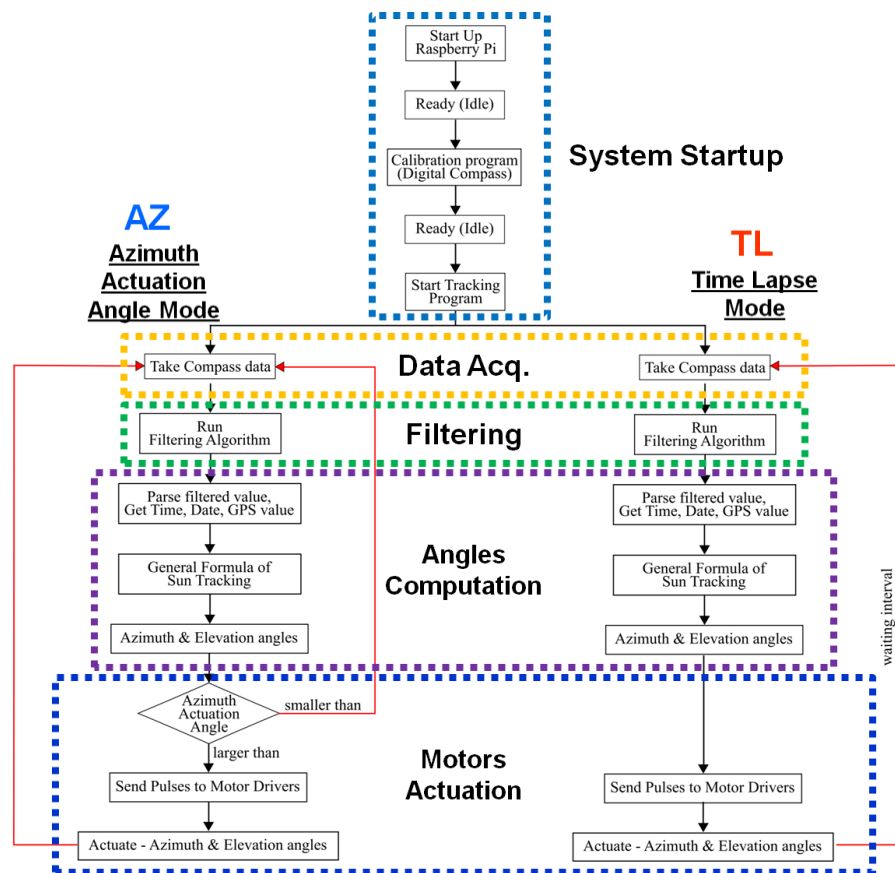 Start Up
Raspberry Pi
Ready (Idle)
Calibration program
(Digital Compass)
System Startup
Ready (Idle)
Start Tracking
Program
AZ
Azimuth
Actuation
Angle Mode
TL
Time Lapse
Mode
Take Compass data
Data Acq.
Take Compass data
Run
Filtering Algorithm
Filtering
Run
Filtering Algorithm
Parse filtered value,
Get Time, Date, GPS value
Parse filtered value,
Get Time, Date, GPS value
General Formula of
Sun Tracking
Angles
Computation
General Formula of
Sun Tracking
Azimuth & Elevation angles
Azimuth & Elevation angles
waiting interval
Azimuth
Actuation
Angle
smaller than
larger than
Motors
Actuation
Send Pulses to Motor Drivers
Send Pulses to Motor Drivers
Actuate - Azimuth & Elevation angles
Actuate - Azimuth & Elevation angles